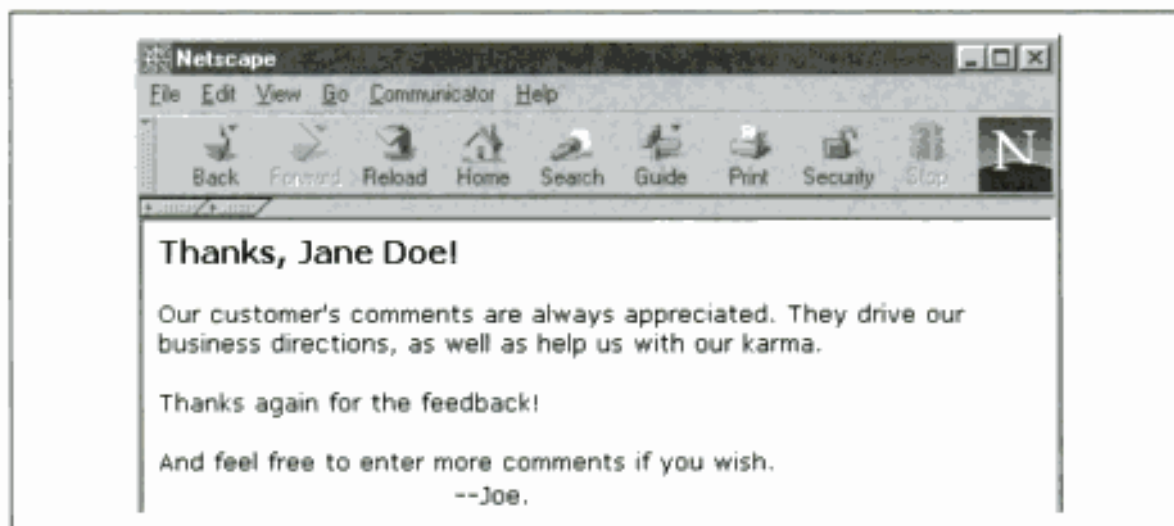 Netscape
File Edit View Go Communicator Help
N
Back Forward Reload Home Search Guide Print Security Stop
Thanks, Jane Doe!
Our customer's comments are always appreciated. They drive our
business directions, as well as help us with our karma.
Thanks again for the feedback!
And feel free to enter more comments if you wish.
--Joe.